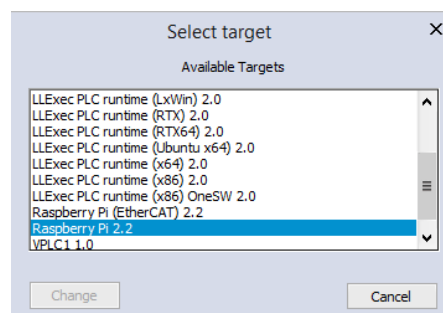 Select target
Available Targets
LLExec PLC runtime (LxWin) 2.0
LLExec PLC runtime (RTX) 2.0
LLExec PLC runtime (RTX64) 2.0
LLExec PLC runtime (Ubuntu x64) 2.0
LLExec PLC runtime (x64) 2.0
LLExec PLC runtime (x86) 2.0
LLExec PLC runtime (x86) OneSW 2.0
Raspberry Pi (EtherCAT) 2.2
Raspberry Pi 2.2
VPLC1 1.0
Change Cancel